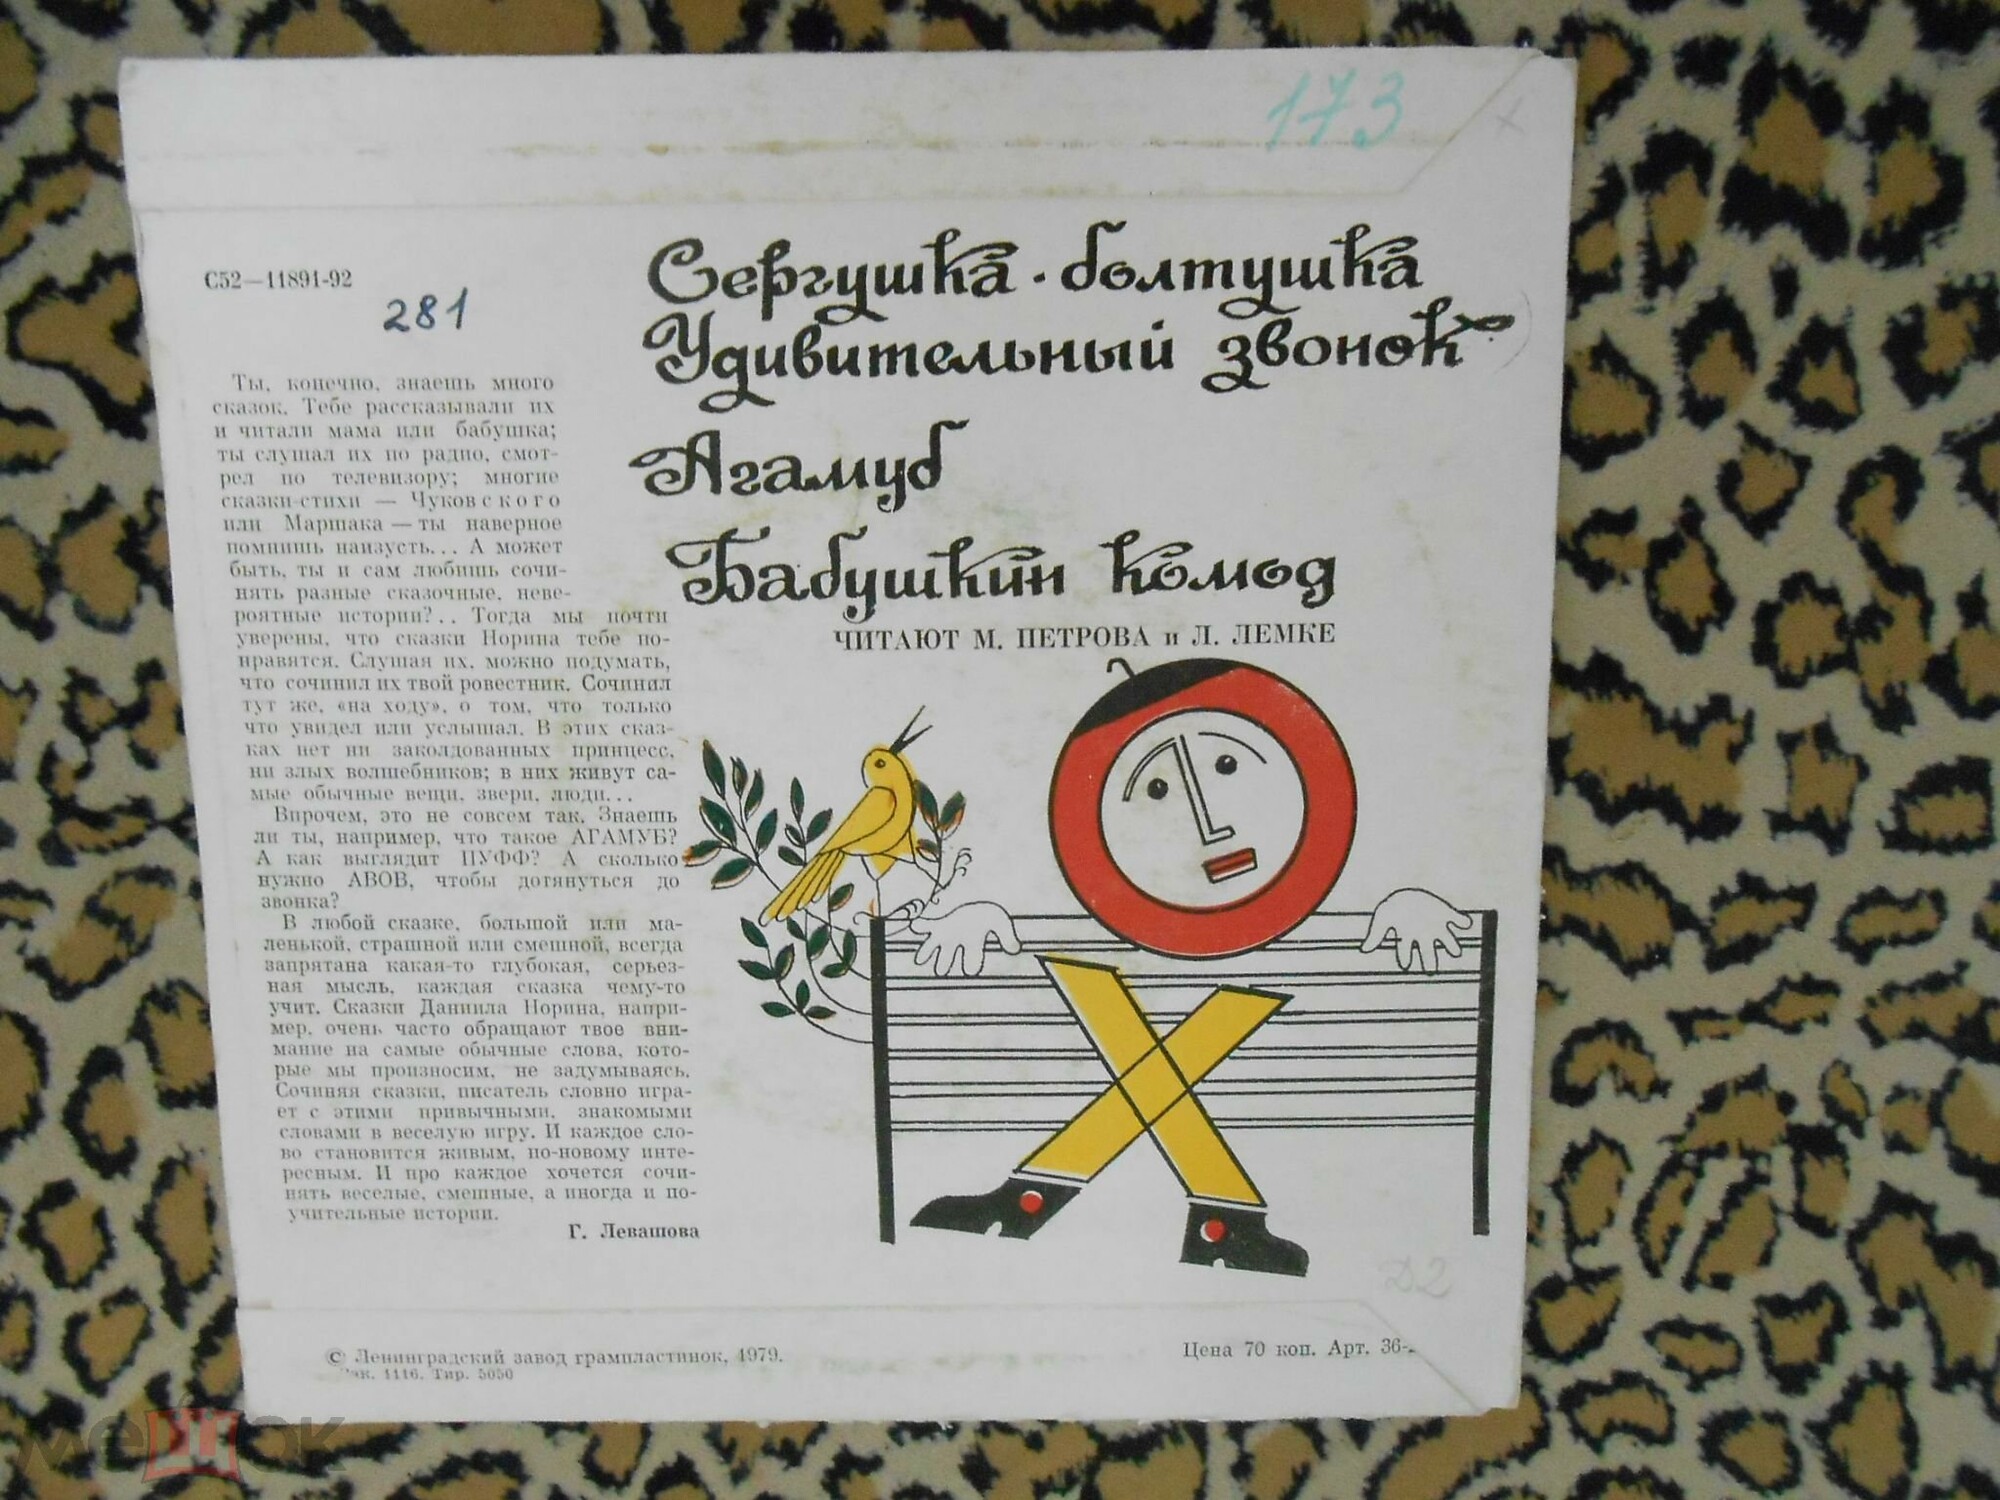 173
С52—11891-92
281
Сергушка-болтушка
Удивительный звонок
Агамуб
Бабушкин комод
ЧИТАЮТ М. ПЕТРОВА и Л. ЛЕМКЕ
Ты, конечно, знаешь много
сказок. Тебе рассказывали их
и читали мама или бабушка;
ты слушал их по радио, смот-
рел по телевизору; многие
сказки-стихи — Чуковского
или Маршака — ты наверное
помнишь наизусть... А может
быть, ты и сам любишь сочи-
нять разные сказочные, неве-
роятные истории?.. Тогда мы почти
уверены, что сказки Норина тебе по-
нравятся. Слушая их, можно подумать,
что сочинил их твой ровестник. Сочинял
тут же, «на ходу», о том, что только
что увидел или услышал. В этих сказ-
ках нет ни заколдованных принцесс,
ни злых волшебников; в них живут са-
мые обычные вещи, звери, люди...
Впрочем, это не совсем так. Знаешь
ли ты, например, что такое АГАМУБ?
А как выглядит ПУФФ? А сколько
нужно АВОВ, чтобы дотянуться до
звонка?
В любой сказке, большой или ма-
ленькой, страшной или смешной, всегда
запрятана какая-то глубокая, серьез-
ная мысль, каждая сказка чему-то
учит. Сказки Даниила Норина, напри-
мер, очень часто обращают твое вни-
мание на самые обычные слова, кото-
рые мы произносим, не задумываясь.
Сочиняя сказки, писатель словно игра-
ет с этими привычными, знакомыми
словами в веселую игру. И каждое сло-
во становится живым, по-новому инте-
ресным. И про каждое хочется сочи-
нять веселые, смешные, а иногда и по-
учительные истории.
Г. Левашова
Д2
© Ленинградский завод грампластинок, 1979.
Зак. 1116. Тир. 5050
Цена 70 коп. Арт. 36-
мешок